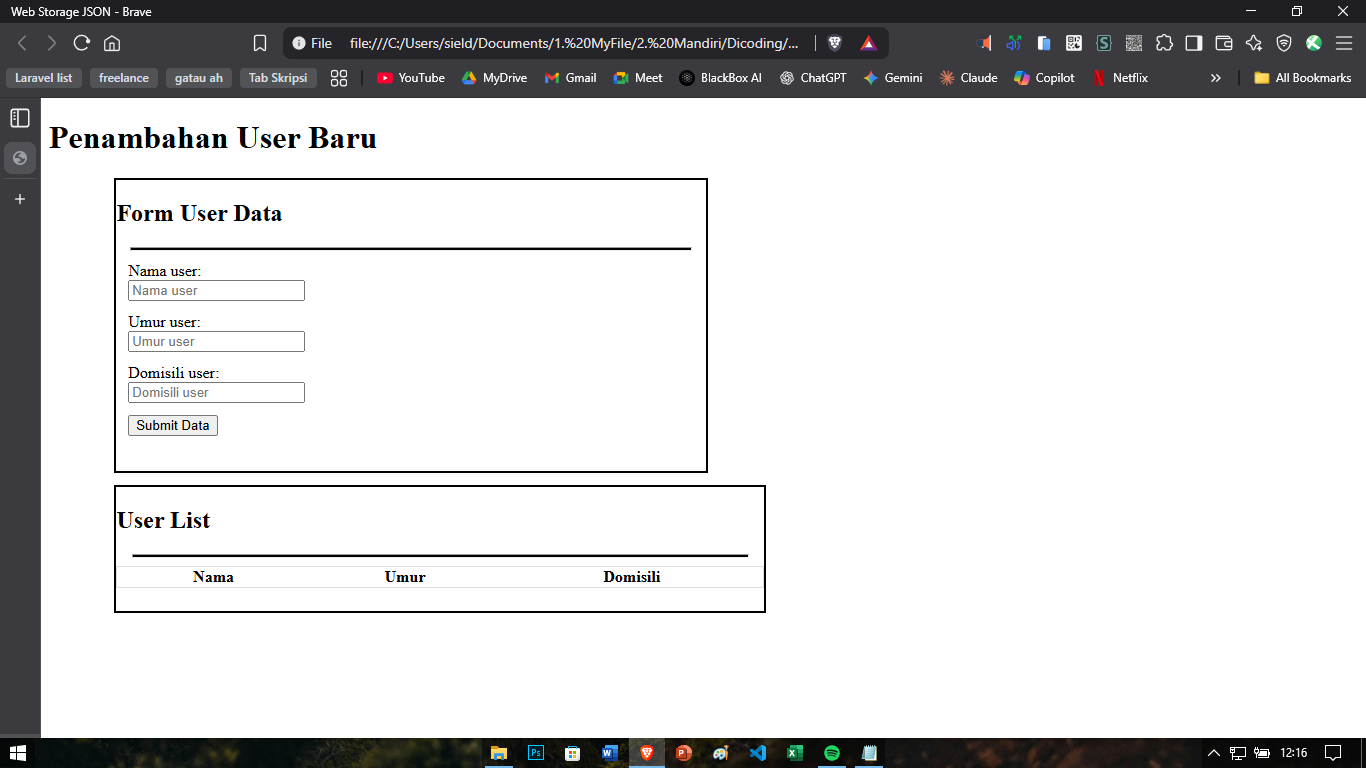 Web Storage JSON - Brave
File file:///C:/Users/sield/Documents/1.%20MyFile/2.%20Mandiri/Dicoding/...
Laravel list freelance gatau ah Tab Skripsi YouTube MyDrive Gmail Meet BlackBox AI ChatGPT Gemini Claude Copilot Netflix » All Bookmarks
Penambahan User Baru
Form User Data
Nama user:
Nama user
Umur user:
Umur user
Domisili user:
Domisili user
Submit Data
User List
Nama Umur Domisili
12:16